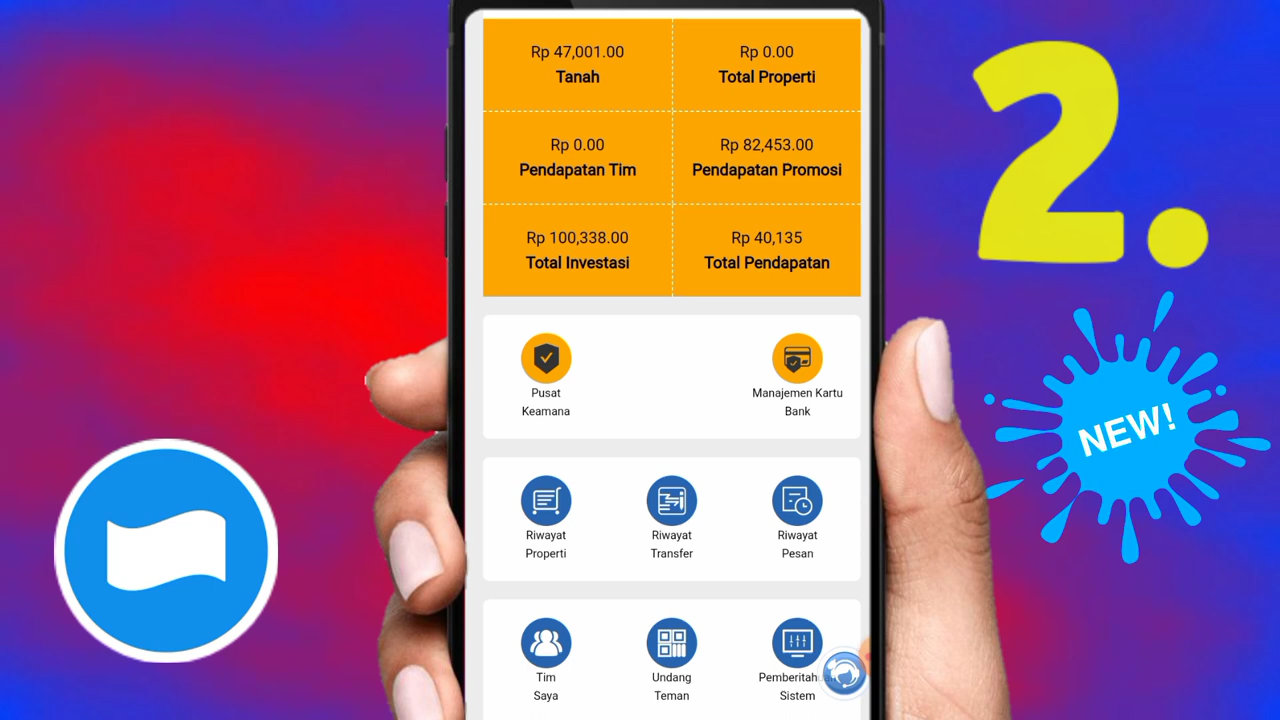 Rp 47,001.00
Tanah
Rp 0.00
Total Properti
Rp 0.00
Pendapatan Tim
Rp 82,453.00
Pendapatan Promosi
Rp 100,338.00
Total Investasi
Rp 40,135
Total Pendapatan
2.
NEW!
Pusat
Keamana
Manajemen Kartu
Bank
Riwayat
Properti
Riwayat
Transfer
Riwayat
Pesan
Tim
Saya
Undang
Teman
Sistem